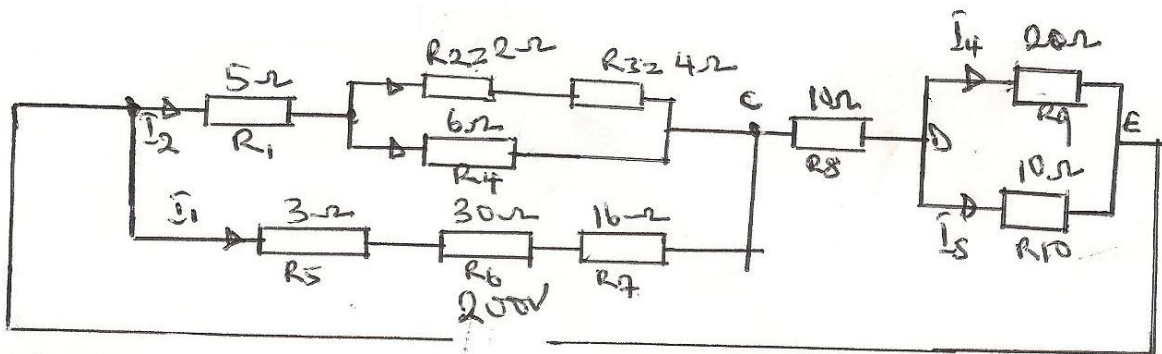 I4 20Ω
5Ω R2=2Ω R3=4Ω
I2 R1 6Ω R4
C 10Ω R8 D R9 E
I1 3Ω 30Ω 16Ω 10Ω
R5 R6 R7 I5 R10
200V